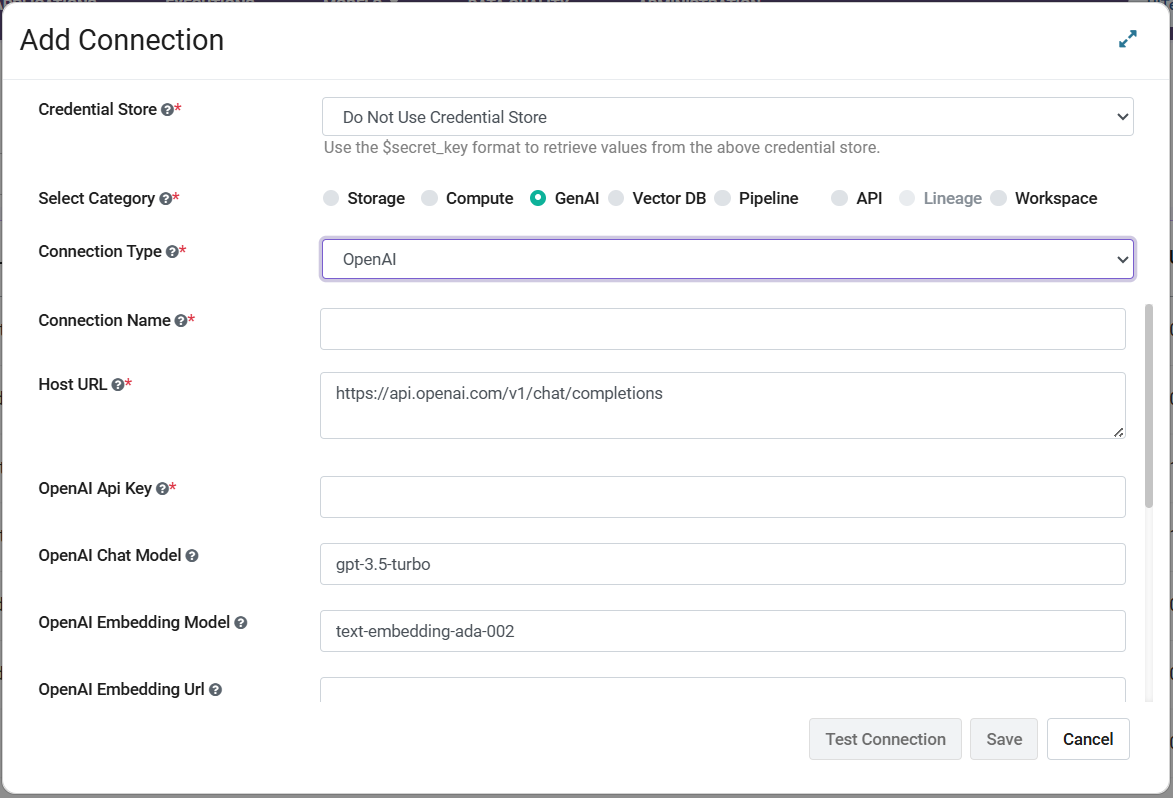 Add Connection
Credential Store *
Do Not Use Credential Store
Use the $secret_key format to retrieve values from the above credential store.
Select Category *
Storage Compute GenAI Vector DB Pipeline API Lineage Workspace
Connection Type *
OpenAI
Connection Name *
Host URL *
https://api.openai.com/v1/chat/completions
OpenAI Api Key *
OpenAI Chat Model
gpt-3.5-turbo
OpenAI Embedding Model
text-embedding-ada-002
OpenAI Embedding Url
Test Connection Save Cancel